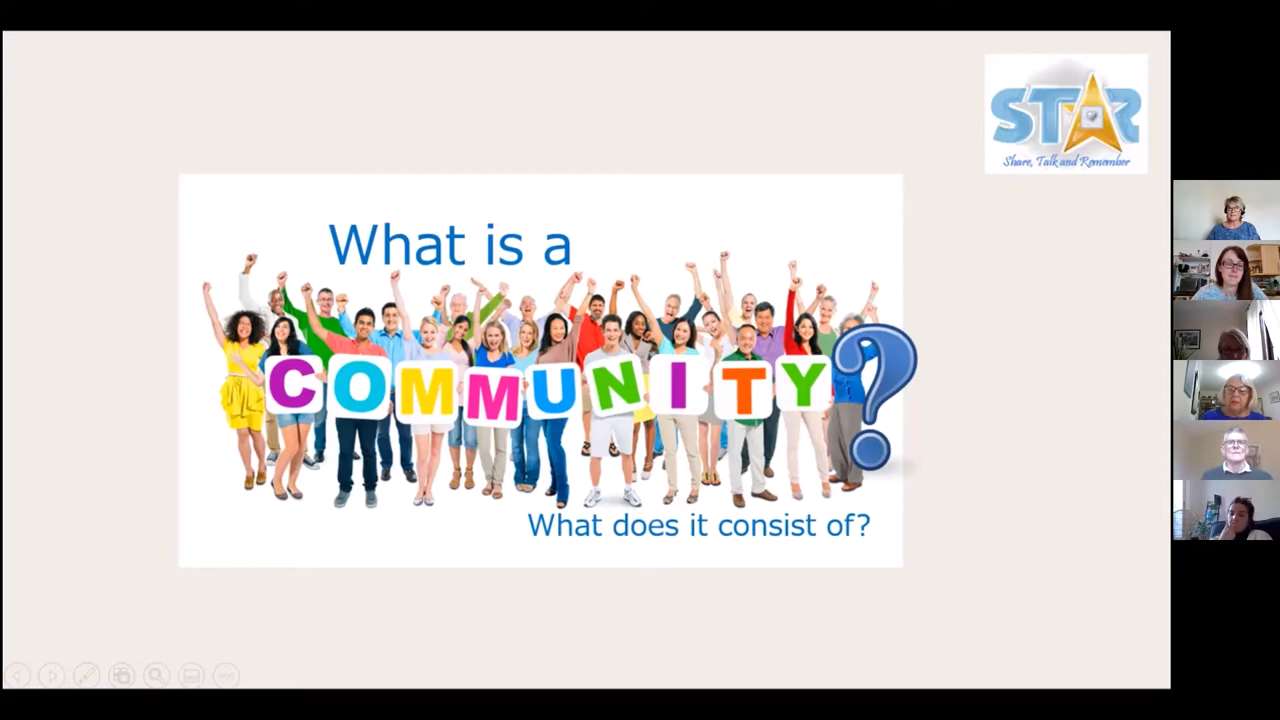 STAR
Share, Talk and Remember
What is a
COMMUNITY?
What does it consist of?